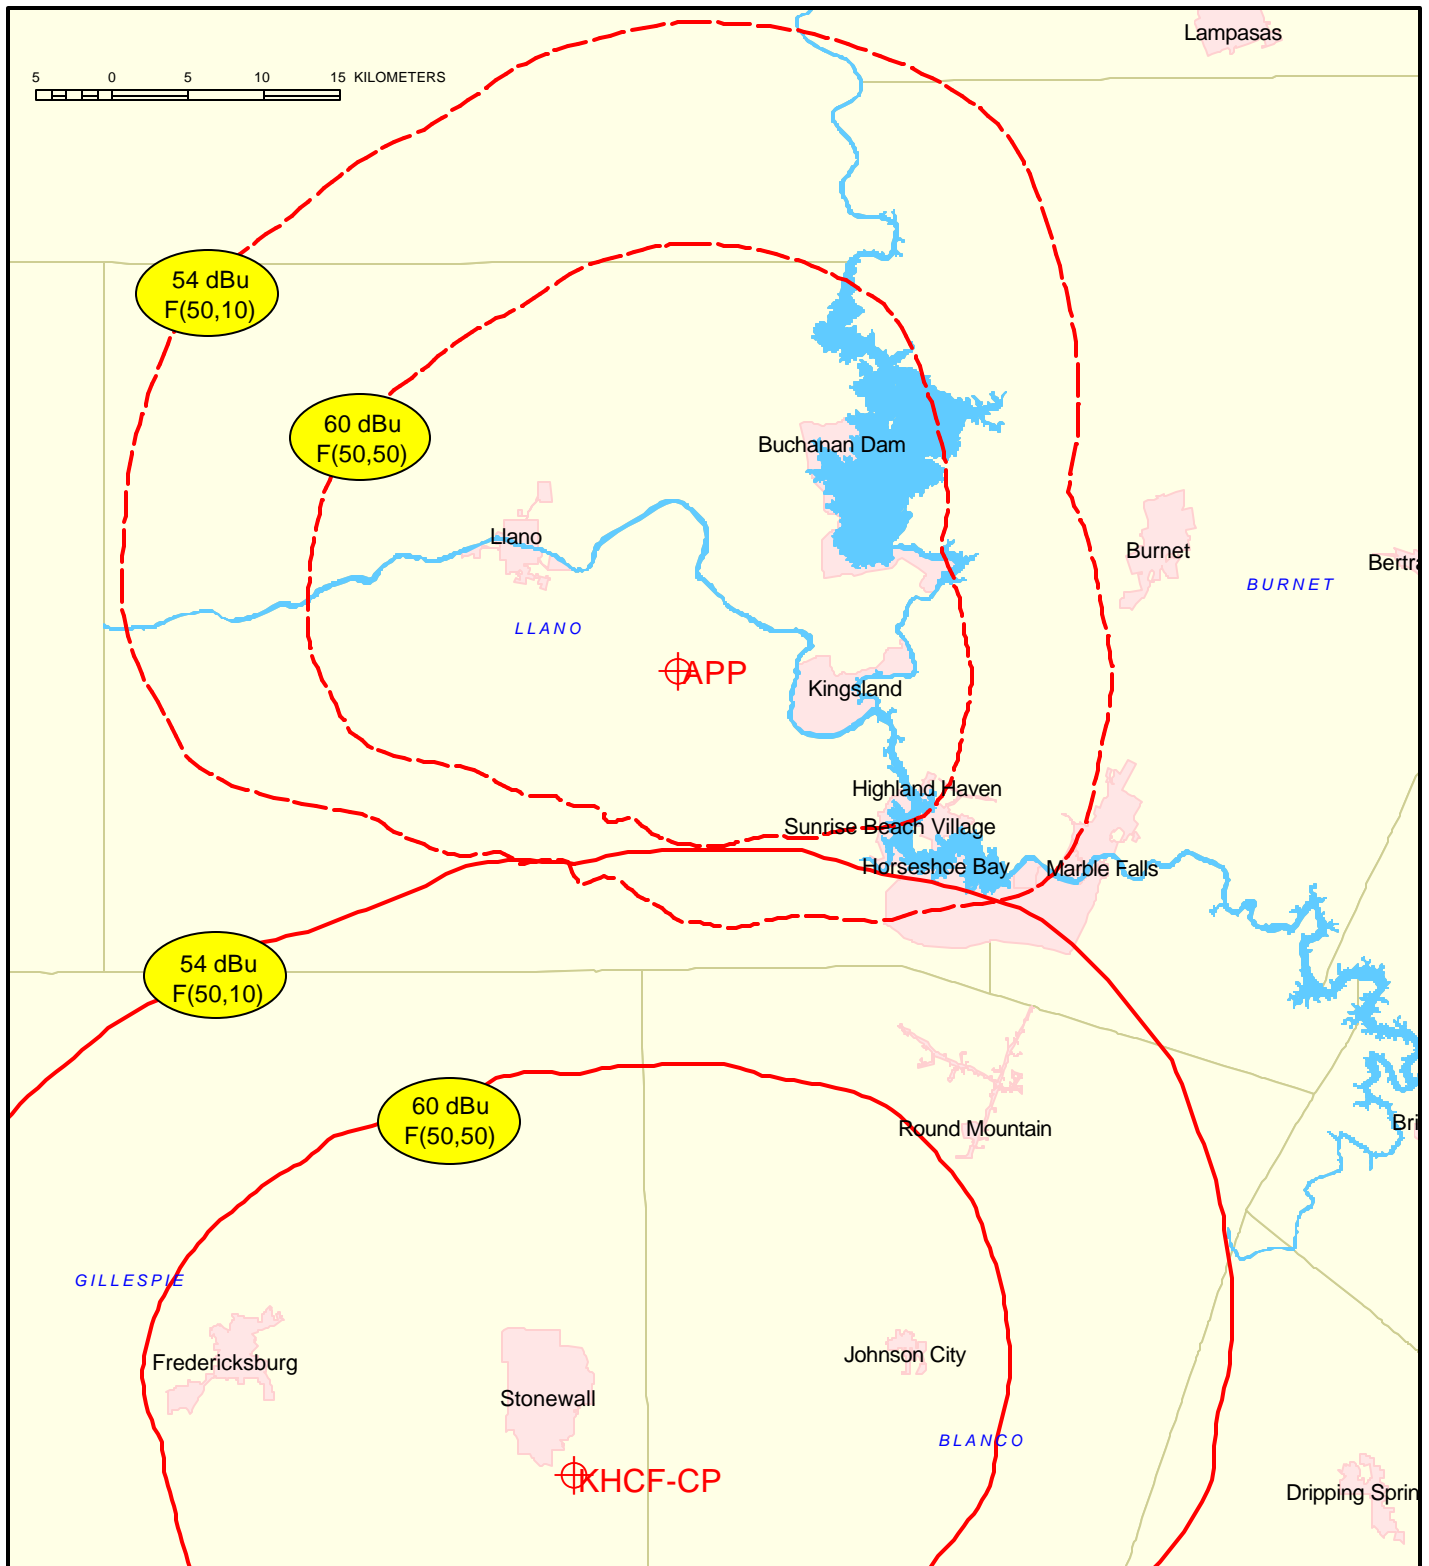 Lampasas
5 0 5 10 15 KILOMETERS
54 dBu
F(50,10)
60 dBu
F(50,50)
Buchanan Dam
Llano
Burnet
Bertra
BURNET
LLANO
APP
Kingsland
Highland Haven
Sunrise Beach Village
Horseshoe Bay
Marble Falls
54 dBu
F(50,10)
60 dBu
F(50,50)
Round Mountain
Bri
GILLESPIE
Fredericksburg
Johnson City
Stonewall
BLANCO
KHCF-CP
Dripping Sprin